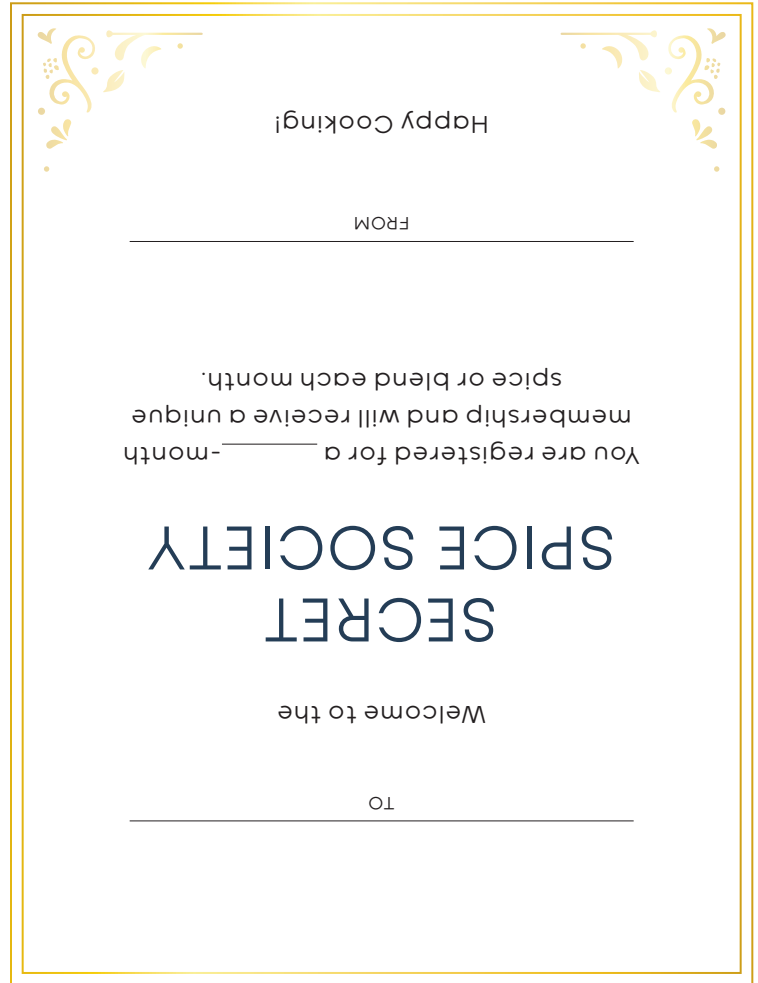 TO
Welcome to the
SECRET
SPICE SOCIETY
You are registered for a _______-month
membership and will receive a unique
spice or blend each month.
FROM
Happy Cooking!